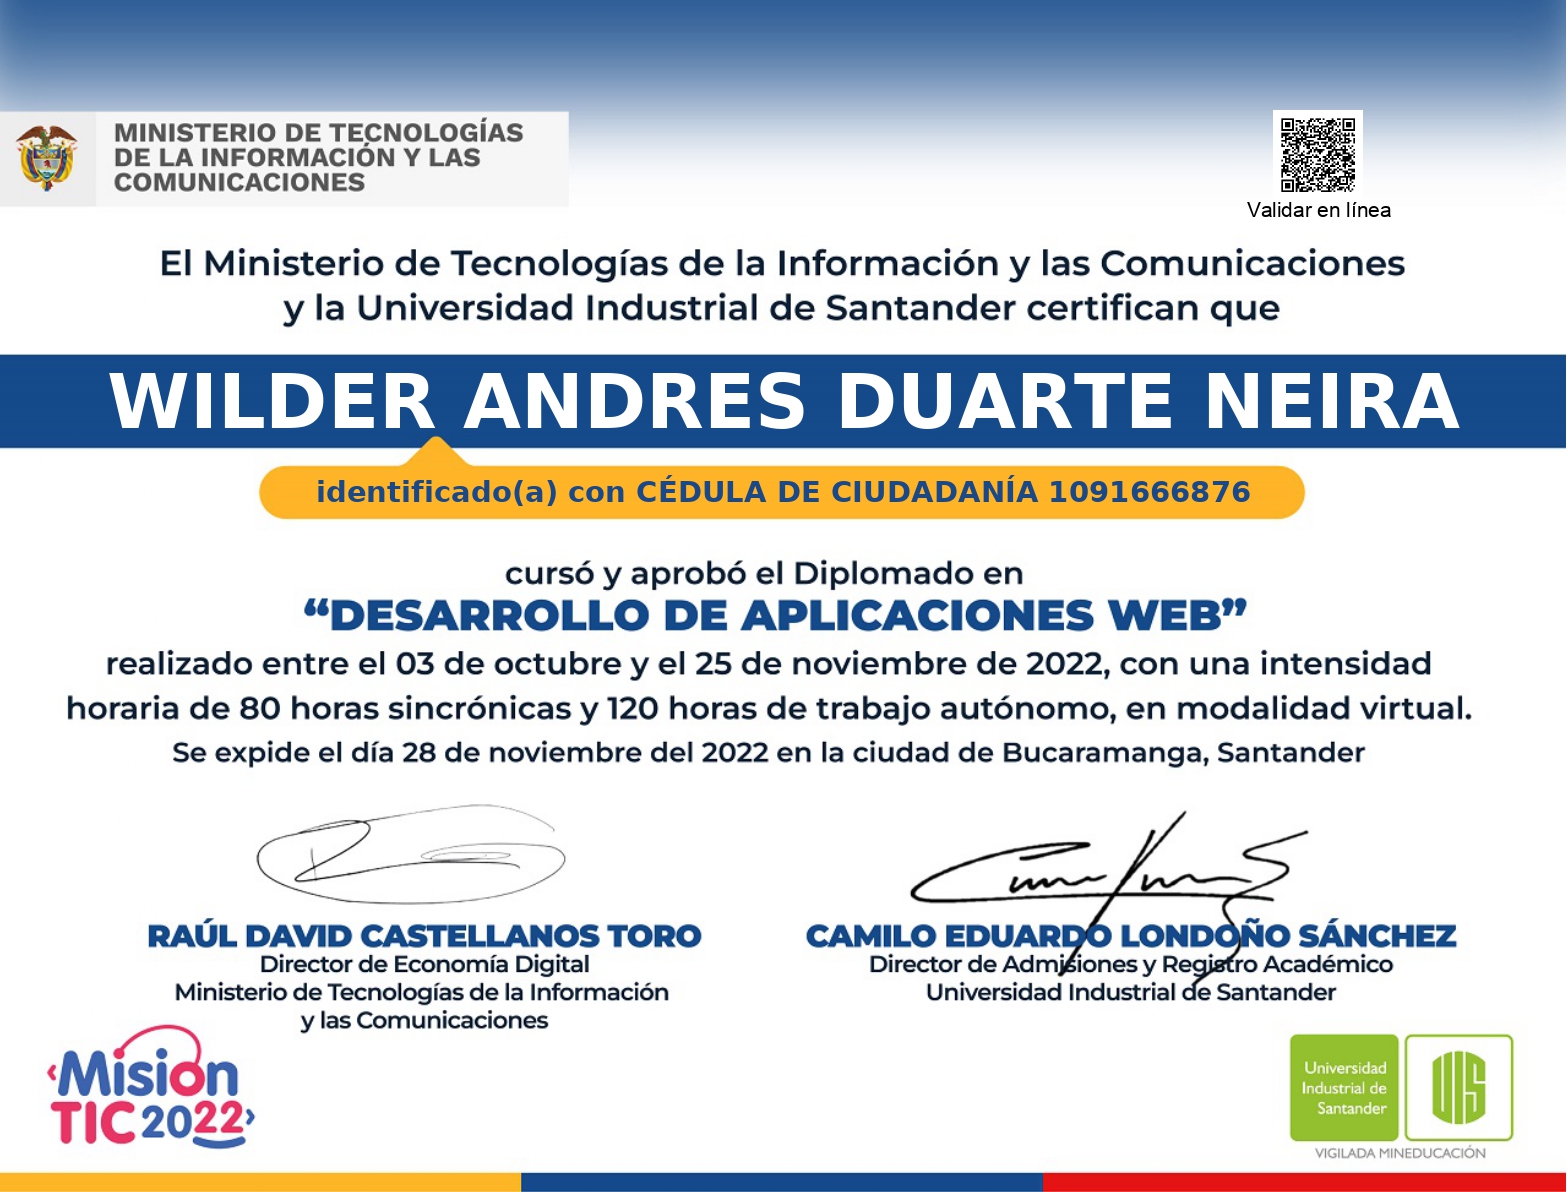 MINISTERIO DE TECNOLOGÍAS
DE LA INFORMACIÓN Y LAS
COMUNICACIONES
Validar en línea
El Ministerio de Tecnologías de la Información y las Comunicaciones
y la Universidad Industrial de Santander certifican que
WILDER ANDRES DUARTE NEIRA
identificado(a) con CÉDULA DE CIUDADANÍA 1091666876
cursó y aprobó el Diplomado en
“DESARROLLO DE APLICACIONES WEB”
realizado entre el 03 de octubre y el 25 de noviembre de 2022, con una intensidad
horaria de 80 horas sincrónicas y 120 horas de trabajo autónomo, en modalidad virtual.
Se expide el día 28 de noviembre del 2022 en la ciudad de Bucaramanga, Santander
RAÚL DAVID CASTELLANOS TORO
Director de Economía Digital
Ministerio de Tecnologías de la Información
y las Comunicaciones
CAMILO EDUARDO LONDOÑO SÁNCHEZ
Director de Admisiones y Registro Académico
Universidad Industrial de Santander
‹Misión
TIC 2022›
Universidad
Industrial de
Santander
UIS
VIGILADA MINEDUCACIÓN